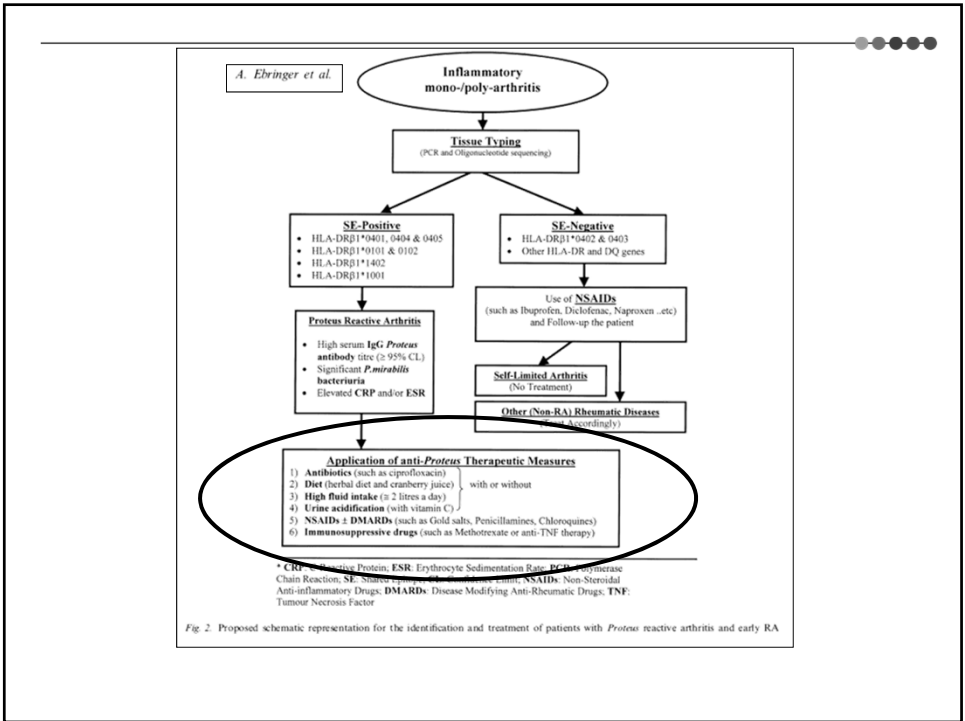 A. Ebringer et al.
Inflammatory
mono-/poly-arthritis
Tissue Typing
(PCR and Oligonucleotide sequencing)
SE-Positive
• HLA-DRβ1*0401, 0404 & 0405
• HLA-DRβ1*0101 & 0102
• HLA-DRβ1*1402
• HLA-DRβ1*1001
SE-Negative
• HLA-DRβ1*0402 & 0403
• Other HLA-DR and DQ genes
Use of NSAIDs
(such as Ibuprofen, Diclofenac, Naproxen ..etc)
and Follow-up the patient
Proteus Reactive Arthritis
• High serum IgG Proteus
antibody titre (≥ 95% CL)
• Significant P.mirabilis
bacteriuria
• Elevated CRP and/or ESR
Self-Limited Arthritis
(No Treatment)
Other (Non-RA) Rheumatic Diseases
(Treat Accordingly)
Application of anti-Proteus Therapeutic Measures
1) Antibiotics (such as ciprofloxacin)
2) Diet (herbal diet and cranberry juice) with or without
3) High fluid intake (≅ 2 litres a day)
4) Urine acidification (with vitamin C)
5) NSAIDs ± DMARDs (such as Gold salts, Penicillamines, Chloroquines)
6) Immunosuppressive drugs (such as Methotrexate or anti-TNF therapy)
* CRP: C-Reactive Protein; ESR: Erythrocyte Sedimentation Rate; PCR: Polymerase
Chain Reaction; SE: Shared Epitope; CL: Confidence Limit; NSAIDs: Non-Steroidal
Anti-inflammatory Drugs; DMARDs: Disease Modifying Anti-Rheumatic Drugs; TNF:
Tumour Necrosis Factor
Fig. 2. Proposed schematic representation for the identification and treatment of patients with Proteus reactive arthritis and early RA